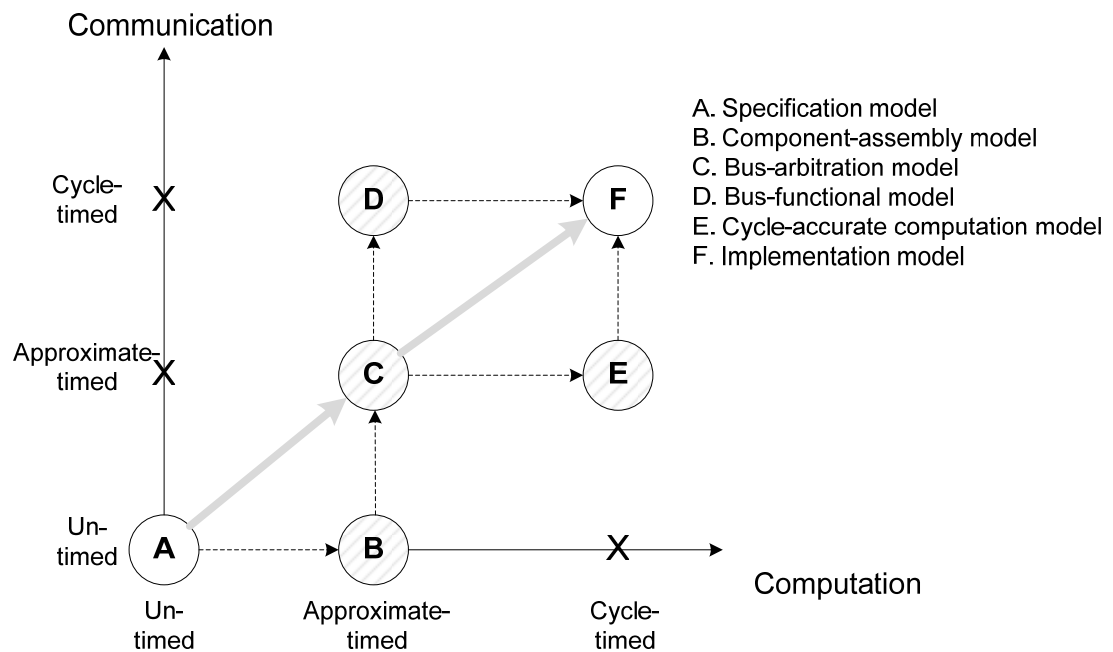 Communication
A. Specification model
B. Component-assembly model
C. Bus-arbitration model
D. Bus-functional model
E. Cycle-accurate computation model
F. Implementation model
Cycle-
timed
X
D
F
Approximate-
timed
X
C
E
Un-
timed
A
B
X
Computation
Un-
timed
Approximate-
timed
Cycle-
timed